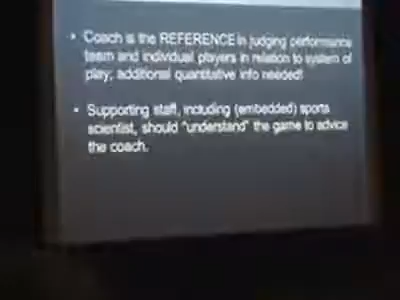 • Coach is the REFERENCE in judging performance
team and individual players in relation to system of
play, additional quantitative info needed!
• Supporting staff, including (embedded) sports
scientist, should "understand" the game to advice
the coach.